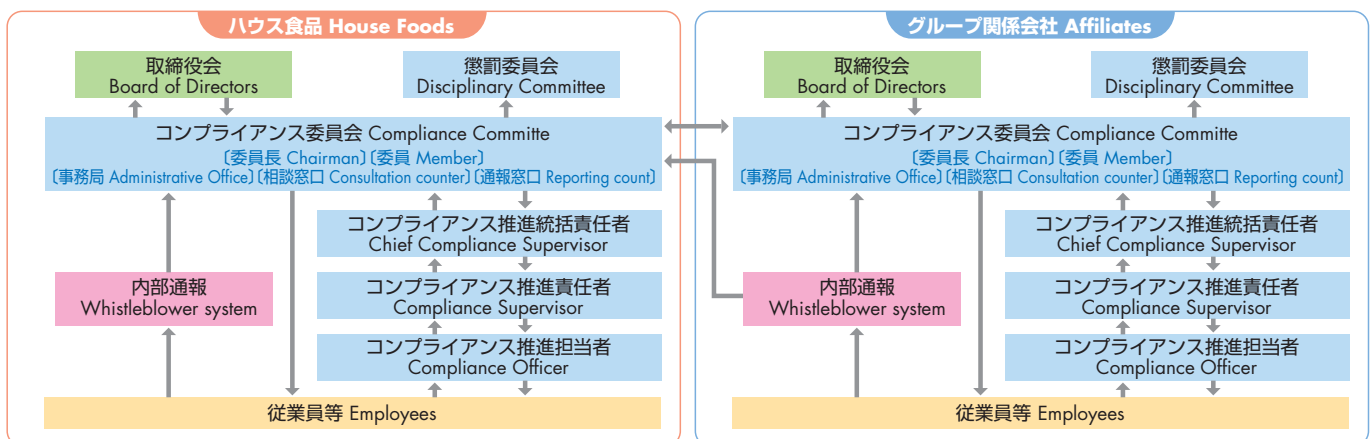 ハウス食品 House Foods
取締役会
Board of Directors
懲罰委員会
Disciplinary Committee
コンプライアンス委員会 Compliance Committe
〔委員長 Chairman〕〔委員 Member〕
〔事務局 Administrative Office〕〔相談窓口 Consultation counter〕〔通報窓口 Reporting count〕
コンプライアンス推進統括責任者
Chief Compliance Supervisor
内部通報
Whistleblower system
コンプライアンス推進責任者
Compliance Supervisor
コンプライアンス推進担当者
Compliance Officer
従業員等 Employees
グループ関係会社 Affiliates
取締役会
Board of Directors
懲罰委員会
Disciplinary Committee
コンプライアンス委員会 Compliance Committe
〔委員長 Chairman〕〔委員 Member〕
〔事務局 Administrative Office〕〔相談窓口 Consultation counter〕〔通報窓口 Reporting count〕
コンプライアンス推進統括責任者
Chief Compliance Supervisor
内部通報
Whistleblower system
コンプライアンス推進責任者
Compliance Supervisor
コンプライアンス推進担当者
Compliance Officer
従業員等 Employees